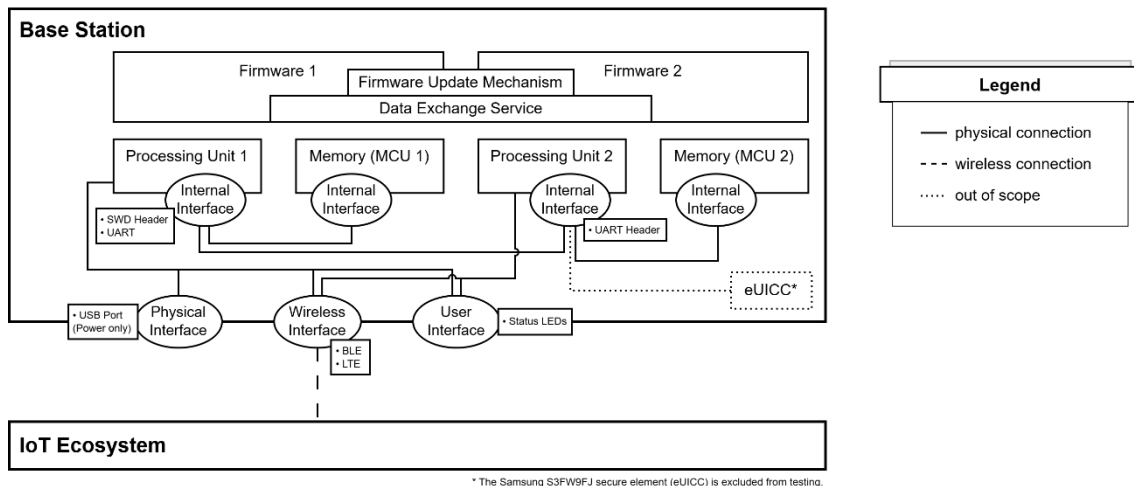 Base Station
Firmware 1
Firmware 2
Firmware Update Mechanism
Data Exchange Service
Processing Unit 1
Memory (MCU 1)
Processing Unit 2
Memory (MCU 2)
Internal
Interface
Internal
Interface
Internal
Interface
Internal
Interface
• SWD Header
• UART
• UART Header
eUICC*
• USB Port
(Power only)
Physical
Interface
Wireless
Interface
• BLE
• LTE
User
Interface
• Status LEDs
IoT Ecosystem
* The Samsung S3FW9FJ secure element (eUICC) is excluded from testing.
Legend
physical connection
wireless connection
out of scope